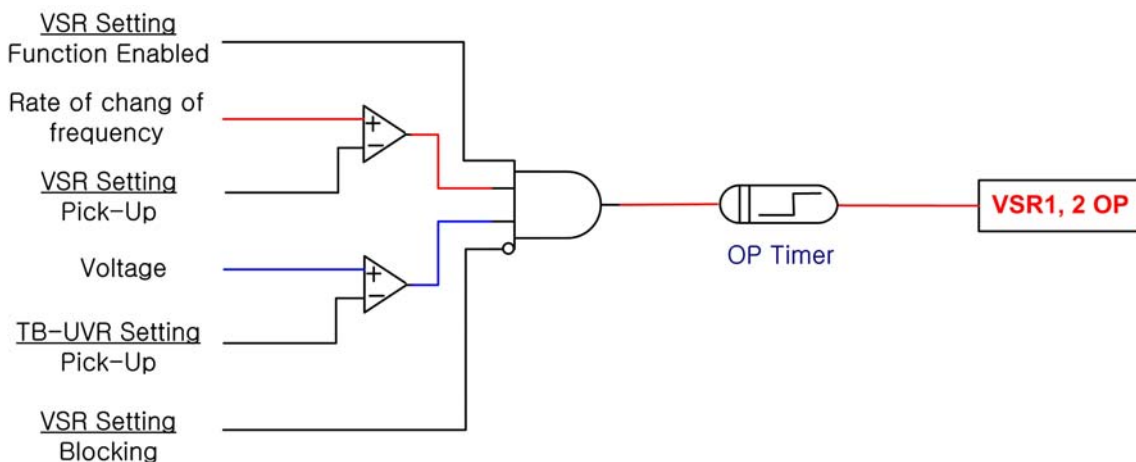 VSR Setting
Function Enabled
Rate of chang of
frequency
VSR Setting
Pick-Up
Voltage
TB-UVR Setting
Pick-Up
VSR Setting
Blocking
OP Timer
VSR1, 2 OP